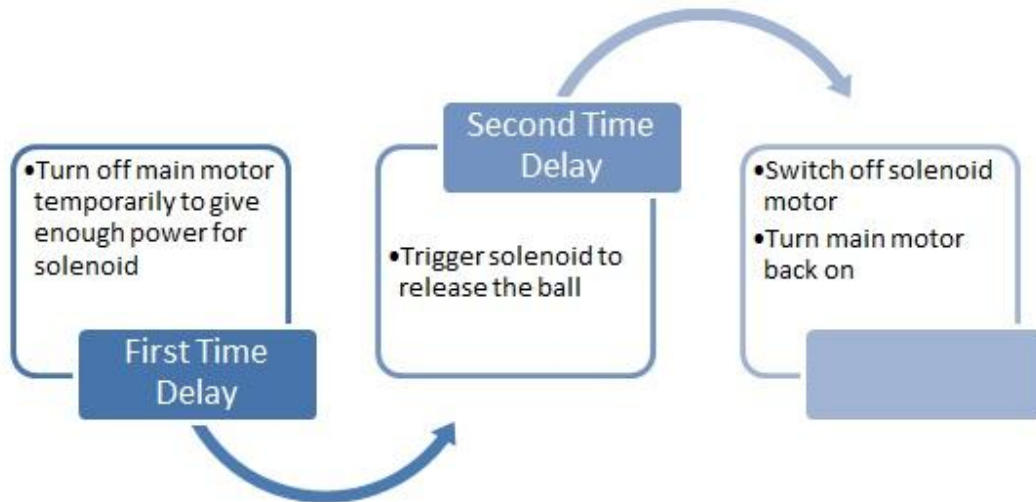 •Turn off main motor
temporarily to give
enough power for
solenoid
First Time
Delay
Second Time
Delay
•Trigger solenoid to
release the ball
•Switch off solenoid
motor
•Turn main motor
back on